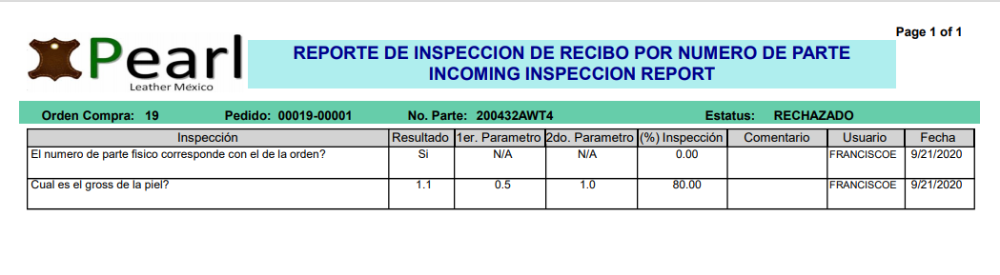 Page 1 of 1
Pearl
Leather México
REPORTE DE INSPECCION DE RECIBO POR NUMERO DE PARTE
INCOMING INSPECTION REPORT
Orden Compra: 19 Pedido: 00019-00001 No. Parte: 200432AWT4 Estatus: RECHAZADO
Inspección Resultado 1er. Parametro 2do. Parametro (%) Inspección Comentario Usuario Fecha
El numero de parte fisico corresponde con el de la orden? Si N/A N/A 0.00 FRANCISCOE 9/21/2020
Cual es el gross de la piel? 1.1 0.5 1.0 80.00 FRANCISCOE 9/21/2020